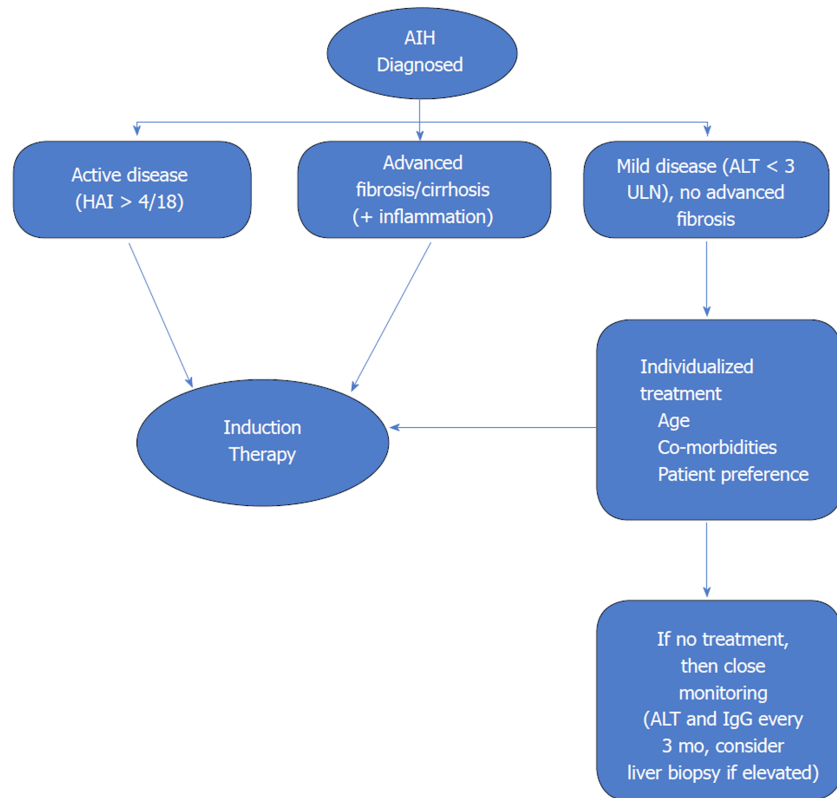 AIH
Diagnosed
Active disease
(HAI > 4/18)
Advanced
fibrosis/cirrhosis
(+ inflammation)
Mild disease (ALT < 3
ULN), no advanced
fibrosis
Individualized
treatment
Age
Co-morbidities
Patient preference
Induction
Therapy
If no treatment,
then close
monitoring
(ALT and IgG every
3 mo, consider
liver biopsy if elevated)